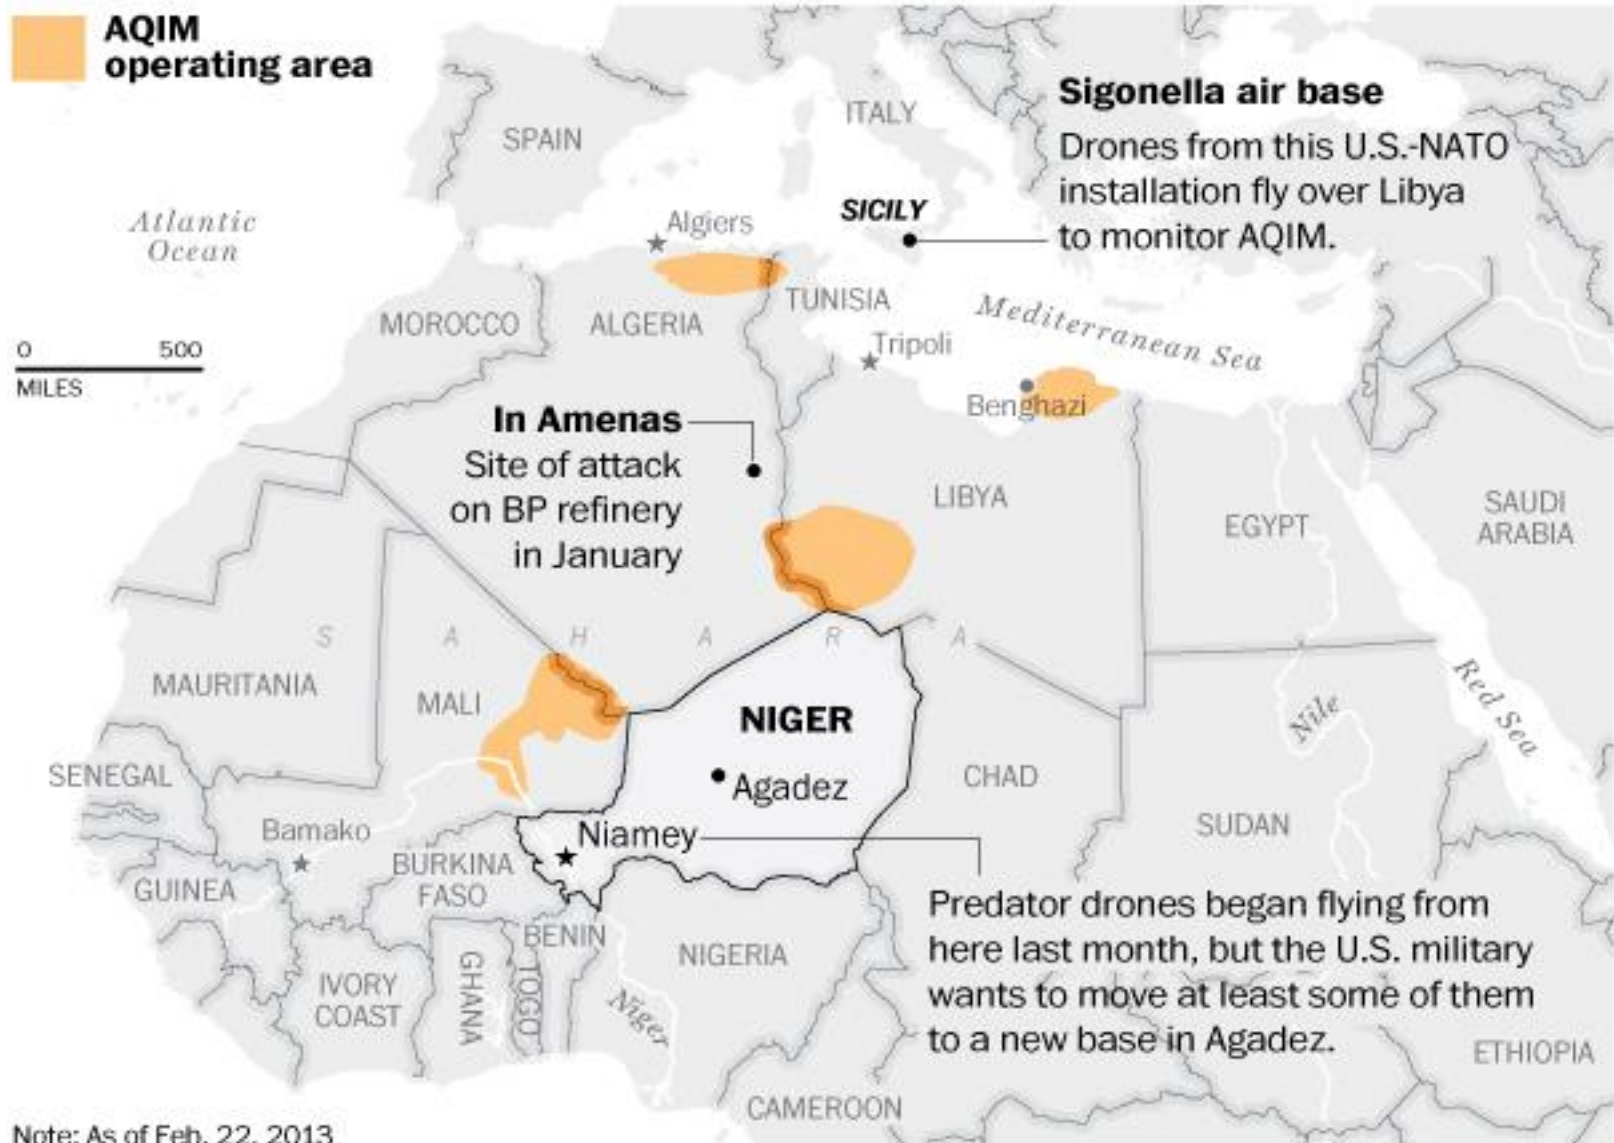 AQIM
operating area
Sigonella air base
Drones from this U.S.-NATO
installation fly over Libya
to monitor AQIM.
ITALY
SPAIN
SICILY
Atlantic
Ocean
Algiers
TUNISIA
Mediterranean Sea
MOROCCO
ALGERIA
Tripoli
0 500
MILES
Benghazi
In Amenas
Site of attack
on BP refinery
in January
LIBYA
EGYPT
SAUDI
ARABIA
S A H A R A
MAURITANIA
MALI
NIGER
Agadez
CHAD
Nile
Red Sea
SENEGAL
SUDAN
Bamako
Niamey
BURKINA
FASO
GUINEA
Predator drones began flying from
here last month, but the U.S. military
wants to move at least some of them
to a new base in Agadez.
BENIN
NIGERIA
IVORY
COAST
GHANA
TOGO
Niger
ETHIOPIA
CAMEROON
Note: As of Feb. 22, 2013